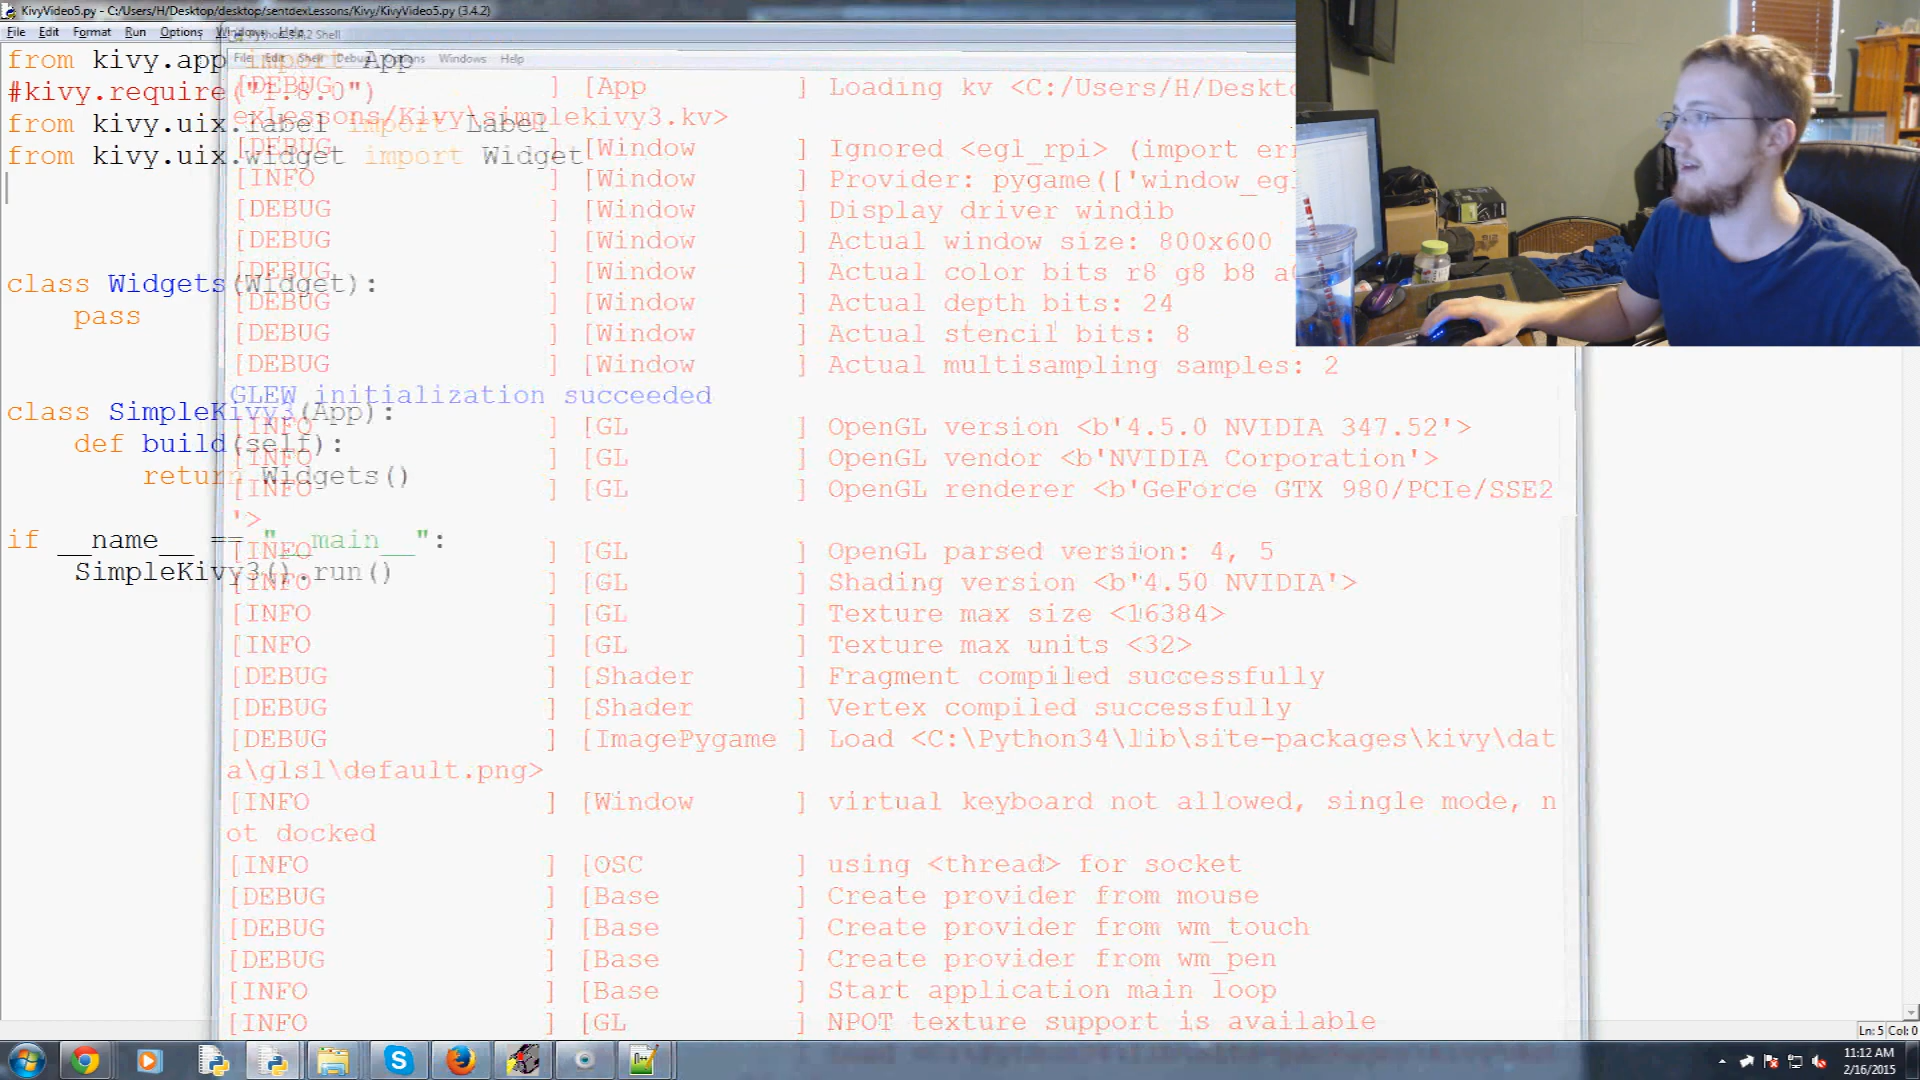 KivyVideo5.py - C:/Users/H/Desktop/desktop/sentdexLessons/Kivy/KivyVideo5.py (3.4.2)
File Edit Format Run Options Windows Help
from kivy.app import App
#kivy.require("1.8.0")
from kivy.uix.label import Label
from kivy.uix.widget import Widget
class Widgets(Widget):
pass
class SimpleKivy3(App):
def build(self):
return Widgets()
if __name__ == "__main__":
SimpleKivy3().run()
Shell
File Edit Shell Debug Options Windows Help
[DEBUG ] [App ] Loading kv <C:/Users/H/Deskto
exLessons/Kivy\simplekivy3.kv>
[DEBUG ] [Window ] Ignored <egl_rpi> (import
[INFO ] [Window ] Provider: pygame(['window_egl
[DEBUG ] [Window ] Display driver windib
[DEBUG ] [Window ] Actual window size: 800x600
[DEBUG ] [Window ] Actual color bits r8 g8 b8
[DEBUG ] [Window ] Actual depth bits: 24
[DEBUG ] [Window ] Actual stencil bits: 8
[DEBUG ] [Window ] Actual multisampling samples: 2
GLEW initialization succeeded
[INFO ] [GL ] OpenGL version <b'4.5.0 NVIDIA 347.52'>
[INFO ] [GL ] OpenGL vendor <b'NVIDIA Corporation'>
[INFO ] [GL ] OpenGL renderer <b'GeForce GTX 980/PCIe/SSE2
'>
[INFO ] [GL ] OpenGL parsed version: 4, 5
[INFO ] [GL ] Shading version <b'4.50 NVIDIA'>
[INFO ] [GL ] Texture max size <16384>
[INFO ] [GL ] Texture max units <32>
[DEBUG ] [Shader ] Fragment compiled successfully
[DEBUG ] [Shader ] Vertex compiled successfully
[DEBUG ] [ImagePygame ] Load <C:\Python34\lib\site-packages\kivy\dat
a\glsl\default.png>
[INFO ] [Window ] virtual keyboard not allowed, single mode, n
ot docked
[INFO ] [OSC ] using <thread> for socket
[DEBUG ] [Base ] Create provider from mouse
[DEBUG ] [Base ] Create provider from wm_touch
[DEBUG ] [Base ] Create provider from wm_pen
[INFO ] [Base ] Start application main loop
[INFO ] [GL ] NPOT texture support is available
Ln: 5 Col: 0
11:12 AM
2/16/2015